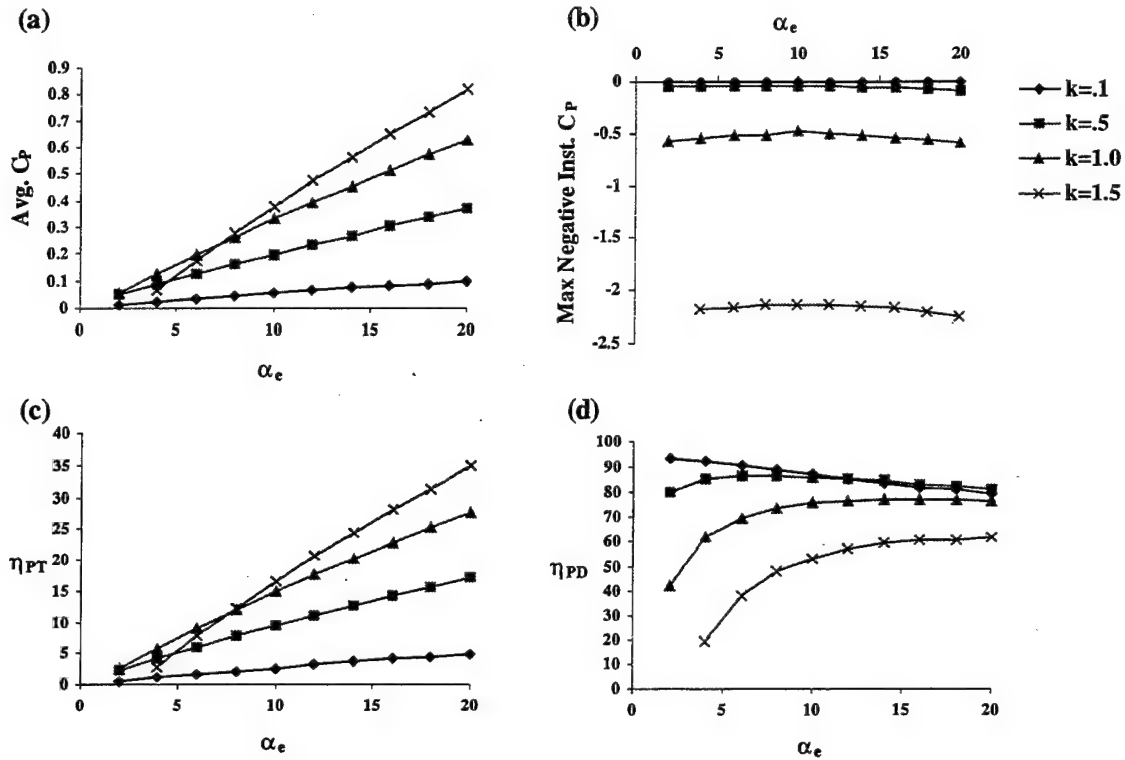 (a)
Avg. C_P
0.9
0.8
0.7
0.6
0.5
0.4
0.3
0.2
0.1
0
0 5 10 15 20
α_e
(b)
α_e
0 5 10 15 20
Max Negative Inst. C_P
0
-0.5
-1
-1.5
-2
-2.5
k=.1
k=.5
k=1.0
k=1.5
(c)
η_PT
40
35
30
25
20
15
10
5
0
0 5 10 15 20
α_e
(d)
η_PD
100
90
80
70
60
50
40
30
20
10
0
0 5 10 15 20
α_e